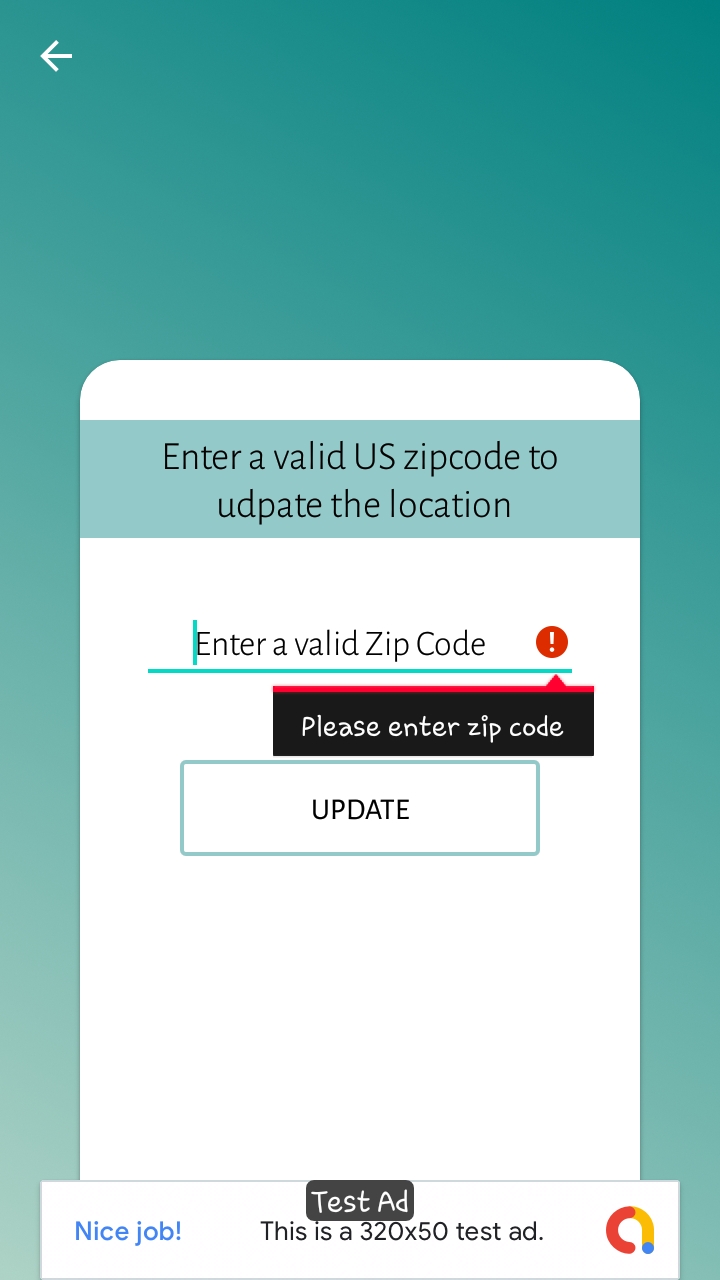 Enter a valid US zipcode to
udpate the location
Enter a valid Zip Code
Please enter zip code
UPDATE
Test Ad
Nice job!
This is a 320x50 test ad.